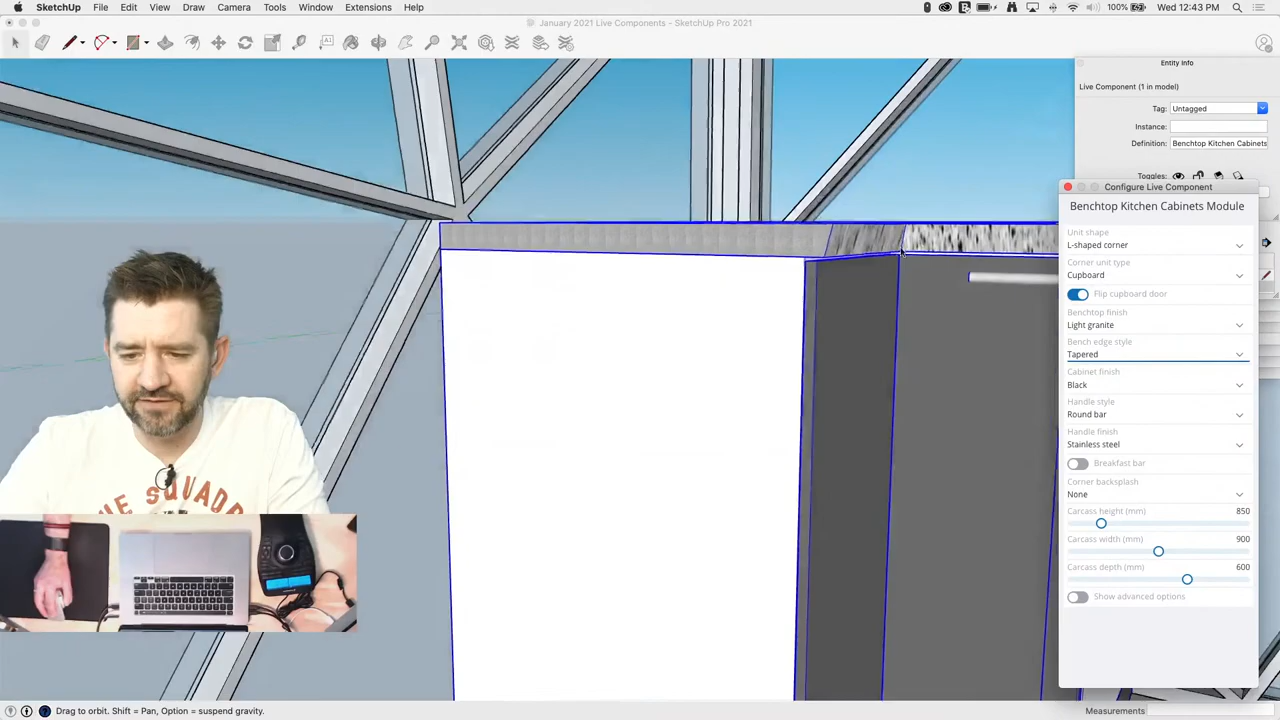 SketchUp File Edit View Draw Camera Tools Window Extensions Help 100% Wed 12:43 PM
January 2021 Live Components - SketchUp Pro 2021
Entity Info
Live Component (1 in model)
Tag: Untagged
Instance:
Definition: Benchtop Kitchen Cabinets
Toggles:
Configure Live Component
Benchtop Kitchen Cabinets Module
Unit shape
L-shaped corner
Corner unit type
Cupboard
Flip cupboard door
Benchtop finish
Light granite
Bench edge style
Tapered
Cabinet finish
Black
Handle style
Round bar
Handle finish
Stainless steel
Breakfast bar
Corner backsplash
None
Carcass height (mm) 850
Carcass width (mm) 900
Carcass depth (mm) 600
Show advanced options
Drag to orbit. Shift = Pan, Option = suspend gravity.
Measurements